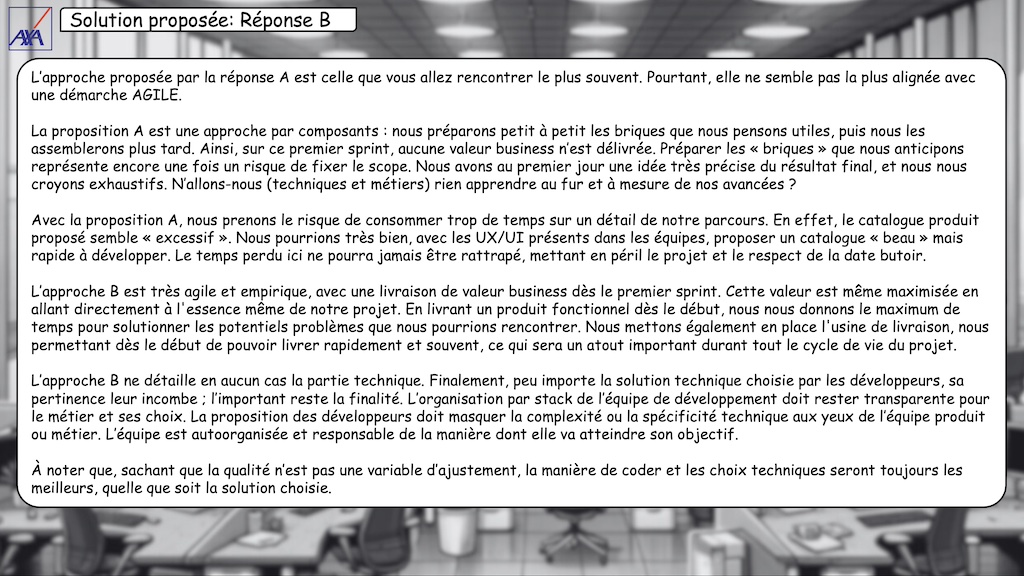 AXA
Solution proposée: Réponse B
L’approche proposée par la réponse A est celle que vous allez rencontrer le plus souvent. Pourtant, elle ne semble pas la plus alignée avec
une démarche AGILE.
La proposition A est une approche par composants : nous préparons petit à petit les briques que nous pensons utiles, puis nous les
assemblerons plus tard. Ainsi, sur ce premier sprint, aucune valeur business n’est délivrée. Préparer les « briques » que nous anticipons
représente encore une fois un risque de fixer le scope. Nous avons au premier jour une idée très précise du résultat final, et nous nous
croyons exhaustifs. N’allons-nous (techniques et métiers) rien apprendre au fur et à mesure de nos avancées ?
Avec la proposition A, nous prenons le risque de consommer trop de temps sur un détail de notre parcours. En effet, le catalogue produit
proposé semble « excessif ». Nous pourrions très bien, avec les UX/UI présents dans les équipes, proposer un catalogue « beau » mais
rapide à développer. Le temps perdu ici ne pourra jamais être rattrapé, mettant en péril le projet et le respect de la date butoir.
L’approche B est très agile et empirique, avec une livraison de valeur business dès le premier sprint. Cette valeur est même maximisée en
allant directement à l'essence même de notre projet. En livrant un produit fonctionnel dès le début, nous nous donnons le maximum de
temps pour solutionner les potentiels problèmes que nous pourrions rencontrer. Nous mettons également en place l'usine de livraison, nous
permettant dès le début de pouvoir livrer rapidement et souvent, ce qui sera un atout important durant tout le cycle de vie du projet.
L’approche B ne détaille en aucun cas la partie technique. Finalement, peu importe la solution technique choisie par les développeurs, sa
pertinence leur incombe ; l’important reste la finalité. L’organisation par stack de l’équipe de développement doit rester transparente pour
le métier et ses choix. La proposition des développeurs doit masquer la complexité ou la spécificité technique aux yeux de l’équipe produit
ou métier. L’équipe est autoorganisée et responsable de la manière dont elle va atteindre son objectif.
À noter que, sachant que la qualité n’est pas une variable d’ajustement, la manière de coder et les choix techniques seront toujours les
meilleurs, quelle que soit la solution choisie.